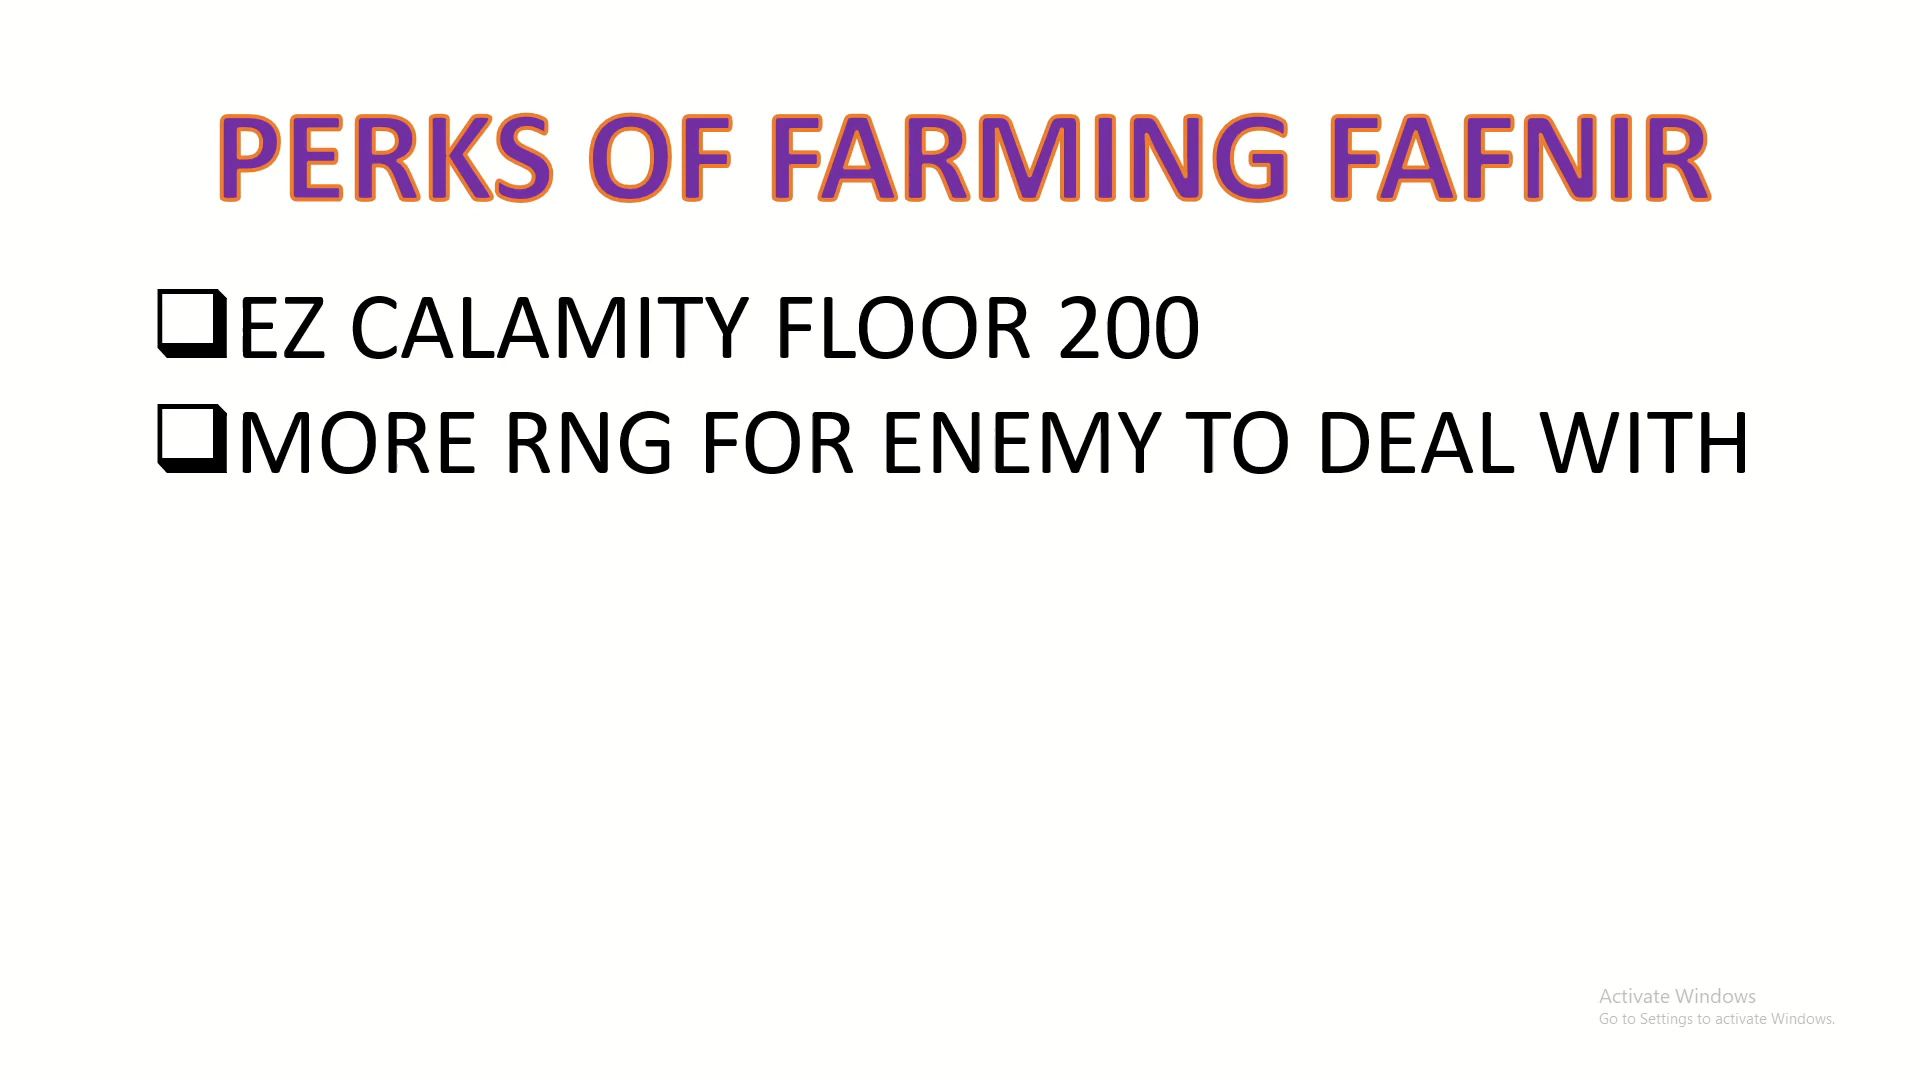 PERKS OF FARMING FAFNIR
EZ CALAMITY FLOOR 200
MORE RNG FOR ENEMY TO DEAL WITH
Activate Windows
Go to Settings to activate Windows.